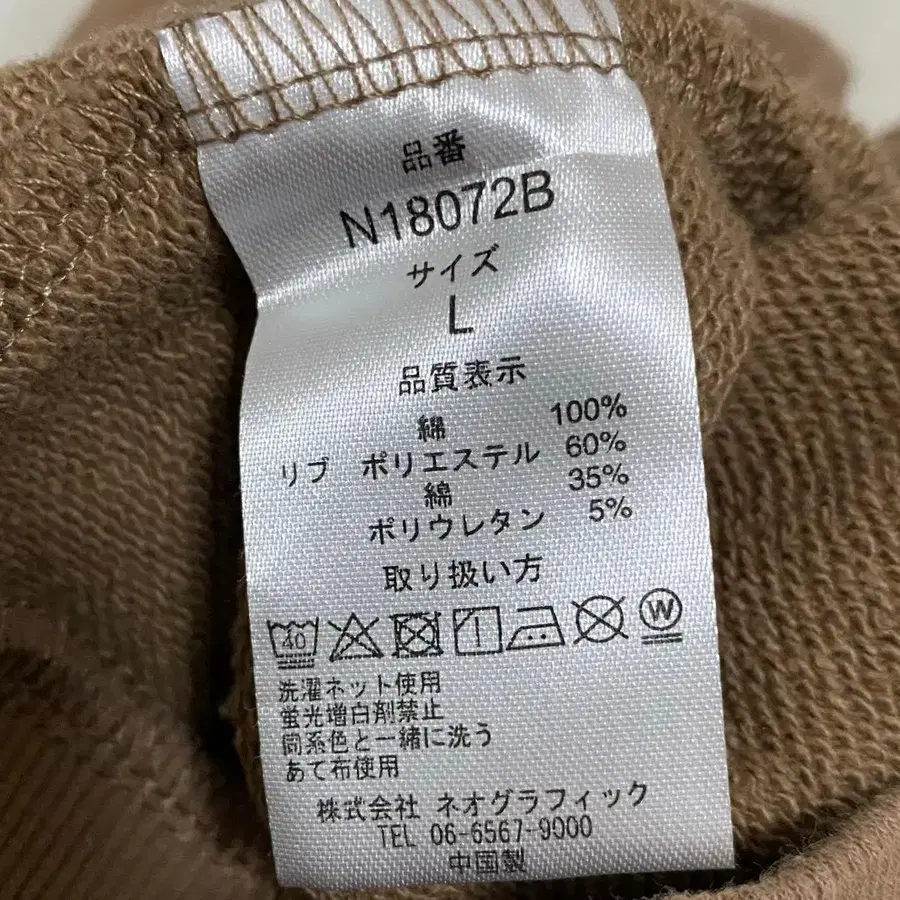 品番
N18072B
サイズ
L
品質表示
綿 100%
リブ ポリエステル 60%
綿 35%
ポリウレタン 5%
取り扱い方
40 W
洗濯ネット使用
蛍光増白剤禁止
同系色と一緒に洗う
あて布使用
株式会社 ネオグラフィック
TEL 06-6567-9000
中国製